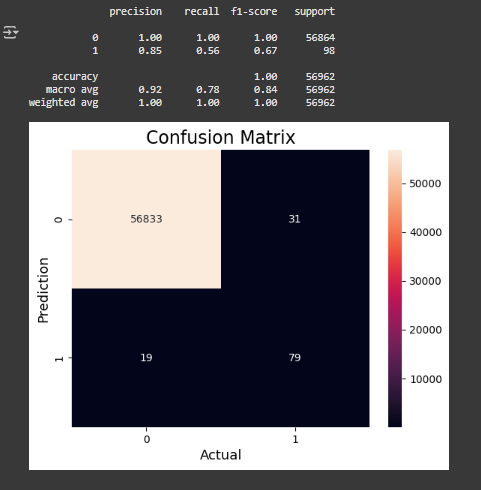 precision recall f1-score support
0 1.00 1.00 1.00 56864
1 0.85 0.56 0.67 98
accuracy 1.00 56962
macro avg 0.92 0.78 0.84 56962
weighted avg 1.00 1.00 1.00 56962
Confusion Matrix
0 56833 31
1 19 79
Prediction
0 1
Actual
50000
40000
30000
20000
10000